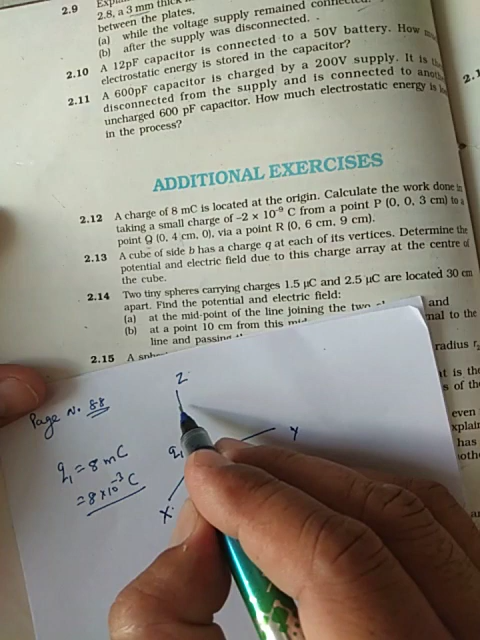 2.9
2.8, a 3 mm thick
between the plates,
(a) while the voltage supply remained
(b) after the supply was disconnected.
2.10 A 12pF capacitor is connected to a 50V battery. How
electrostatic energy is stored in the capacitor?
2.11 A 600pF capacitor is charged by a 200V supply. It is
disconnected from the supply and is connected to
uncharged 600 pF capacitor. How much electrostatic energy is
in the process?
ADDITIONAL EXERCISES
2.12 A charge of 8 mC is located at the origin. Calculate the work done in
taking a small charge of –2 × 10⁻⁹ C from a point P (0, 0, 3 cm) to a
point Q (0, 4 cm, 0), via a point R (0, 6 cm, 9 cm).
2.13 A cube of side b has a charge q at each of its vertices. Determine the
potential and electric field due to this charge array at the centre of
the cube.
2.14 Two tiny spheres carrying charges 1.5 μC and 2.5 μC are located 30 cm
apart. Find the potential and electric field:
(a) at the mid-point of the line joining the two and
(b) at a point 10 cm from this nal to the
line and passing
2.15 A radius
it is the
s of the
even
has
Page No. 88
q₁ = 8 mC
= 8×10⁻³ C
Z
Y
q₁
X